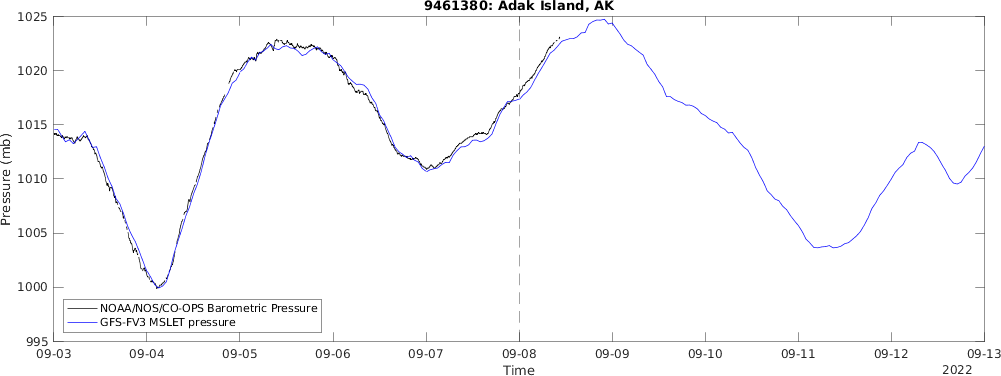 9461380: Adak Island, AK
1025
1020
1015
1010
1005
1000
995
Pressure (mb)
NOAA/NOS/CO-OPS Barometric Pressure
GFS-FV3 MSLET pressure
09-03 09-04 09-05 09-06 09-07 09-08 09-09 09-10 09-11 09-12 09-13
Time
2022